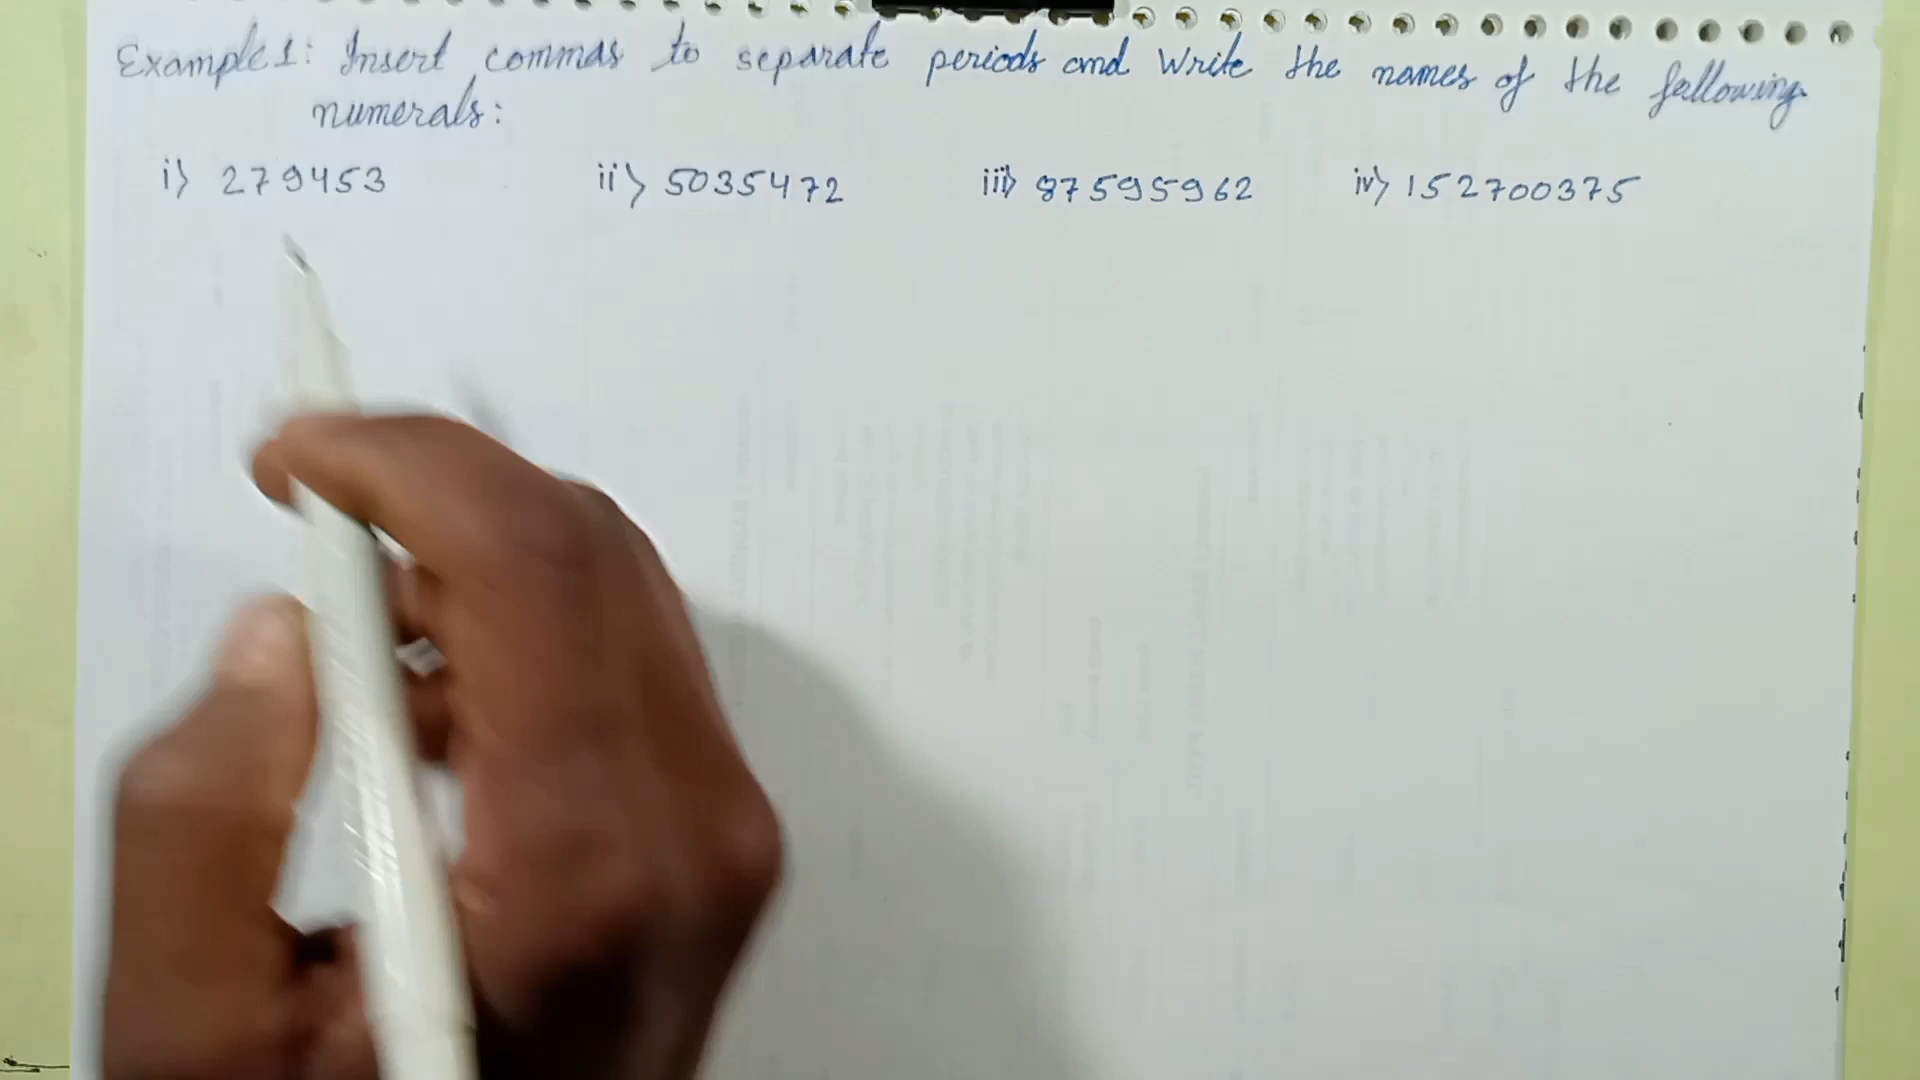 Example 1: Insert commas to separate periods and Write the names of the following
numerals:
i) 279453 ii) 5035472 iii) 87595962 iv) 152700375